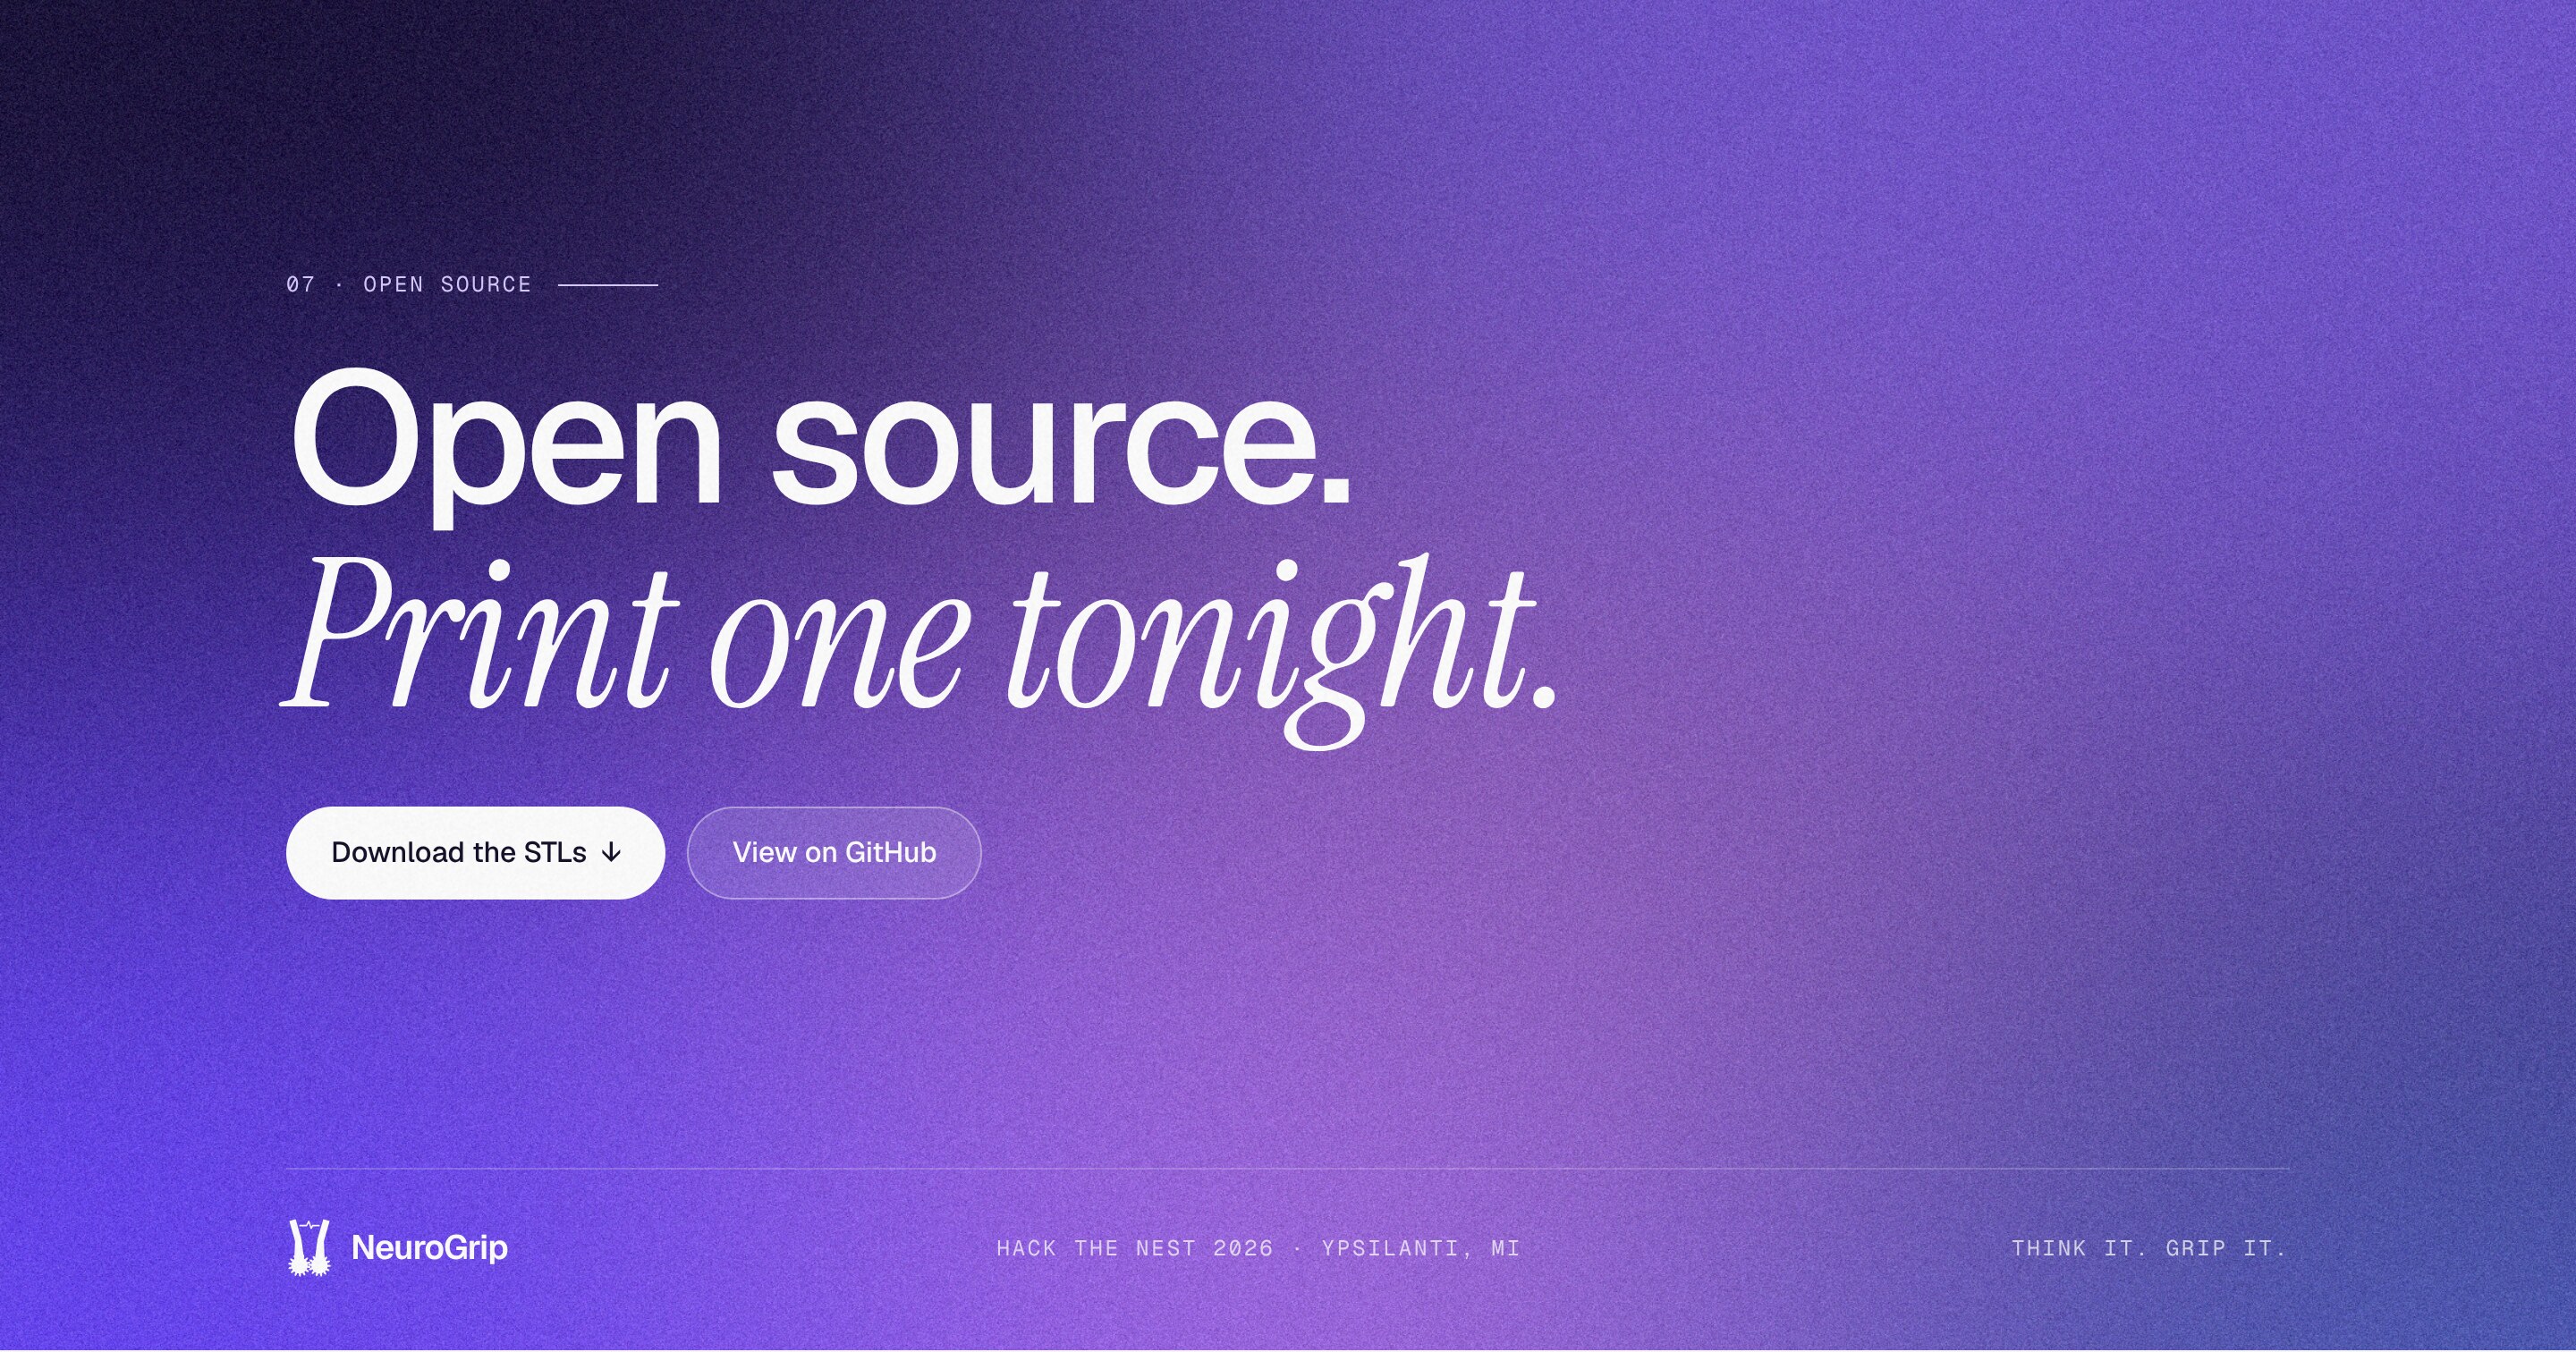 07 · OPEN SOURCE
Open source.
Print one tonight.
Download the STLs ↓
View on GitHub
NeuroGrip
HACK THE NEST 2026 · YPSILANTI, MI
THINK IT. GRIP IT.